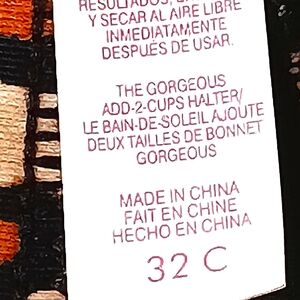 RESULTADOS,
Y SECAR AL AIRE LIBRE
INMEDIATAMENTE
DESPUÉS DE USAR.
THE GORGEOUS
ADD-2-CUPS HALTER/
LE BAIN-DE-SOLEIL AJOUTE
DEUX TAILLES DE BONNET
GORGEOUS
MADE IN CHINA
FAIT EN CHINE
HECHO EN CHINA
32 C